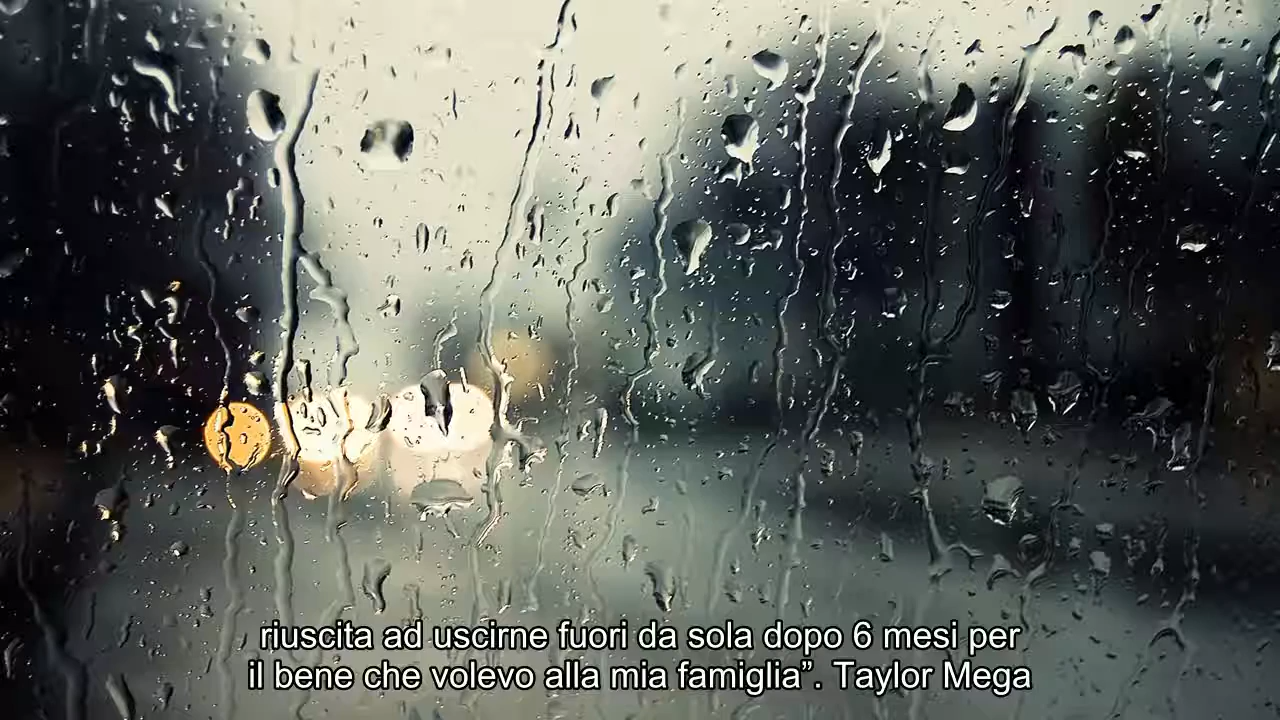 riuscita ad uscirne fuori da sola dopo 6 mesi per
il bene che volevo alla mia famiglia”. Taylor Mega